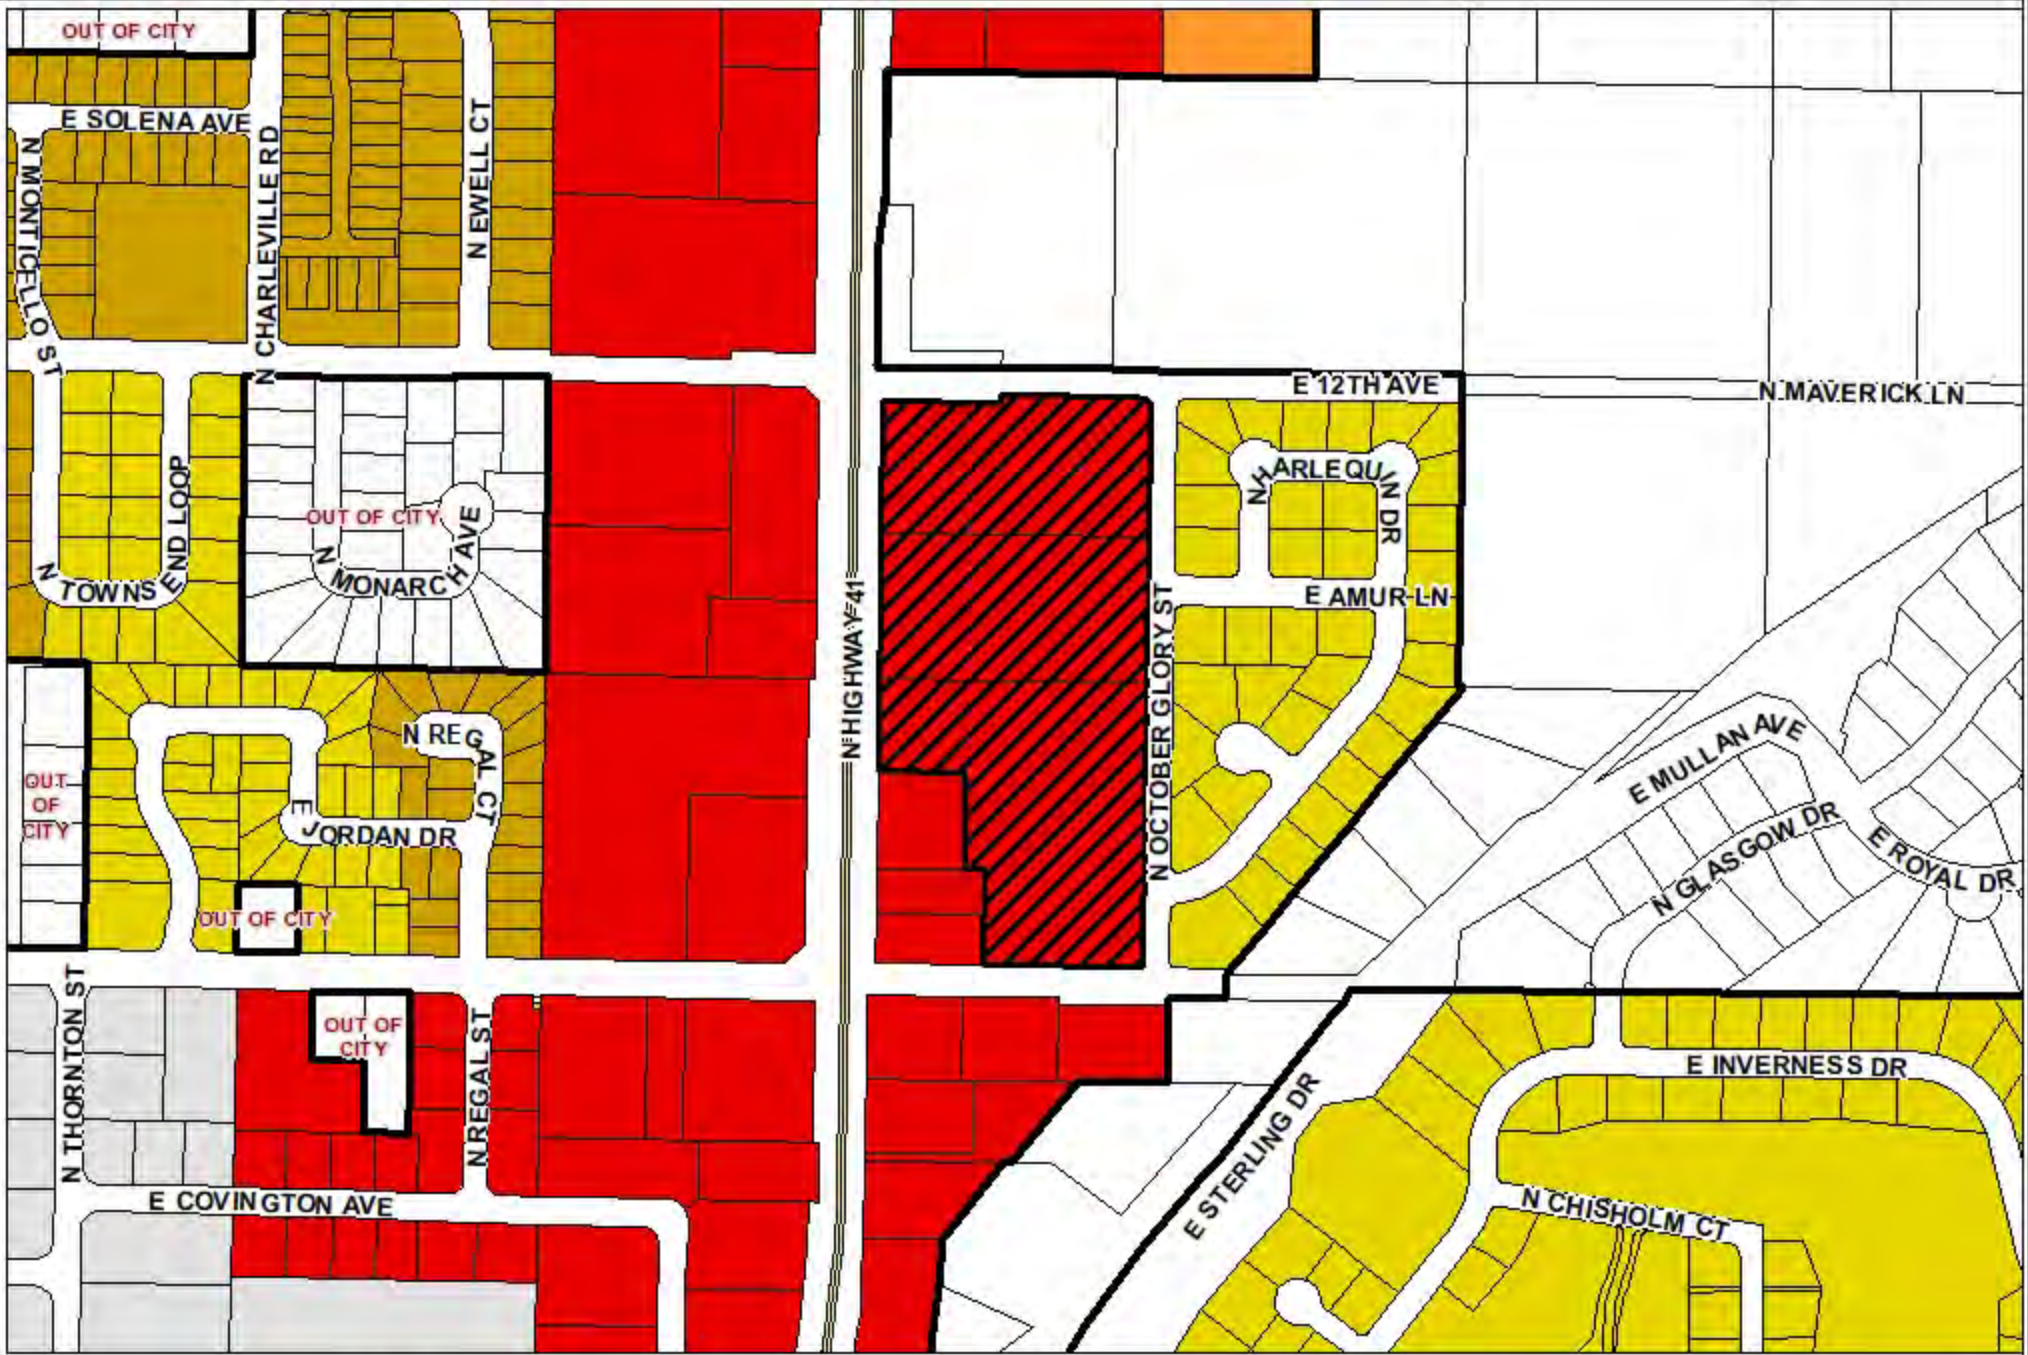 OUT OF CITY
E SOLENA AVE
N MONTICELLO ST
N CHARLEVILLE RD
N EWELL CT
E 12TH AVE
N MAVERICK LN
N HARLEQUIN DR
N TOWNSEND LOOP
OUT OF CITY
N MONARCH AVE
N HIGHWAY 41
E AMUR LN
N OCTOBER GLORY ST
N REGAL CT
E JORDAN DR
OUT
OF
CITY
OUT OF CITY
E MULLAN AVE
N GLASGOW DR
E ROYAL DR
N THORNTON ST
OUT OF
CITY
N REGAL ST
E INVERNESS DR
E STERLING DR
E COVINGTON AVE
N CHISHOLM CT